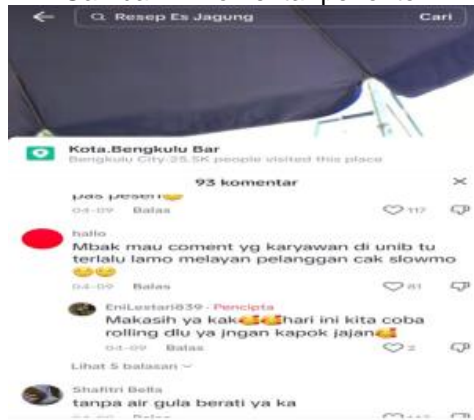 Resep Es Jagung
Cari
Kota.Bengkulu Bar
Bengkulu City·25.5K people visited this place
93 komentar
04-09 Balas
117
hallo
Mbak mau coment yg karyawan di unib tu
terlalu lamo melayan pelanggan cak slowmo
04-09 Balas
81
EniLestari839 · Pencipta
Makasih ya kak🥰🥰hari ini kita coba
rolling dlu ya jngan kapok jajan🥰
04-09 Balas
2
Lihat 5 balasan
Shafitri Bella
tanpa air gula berati ya ka